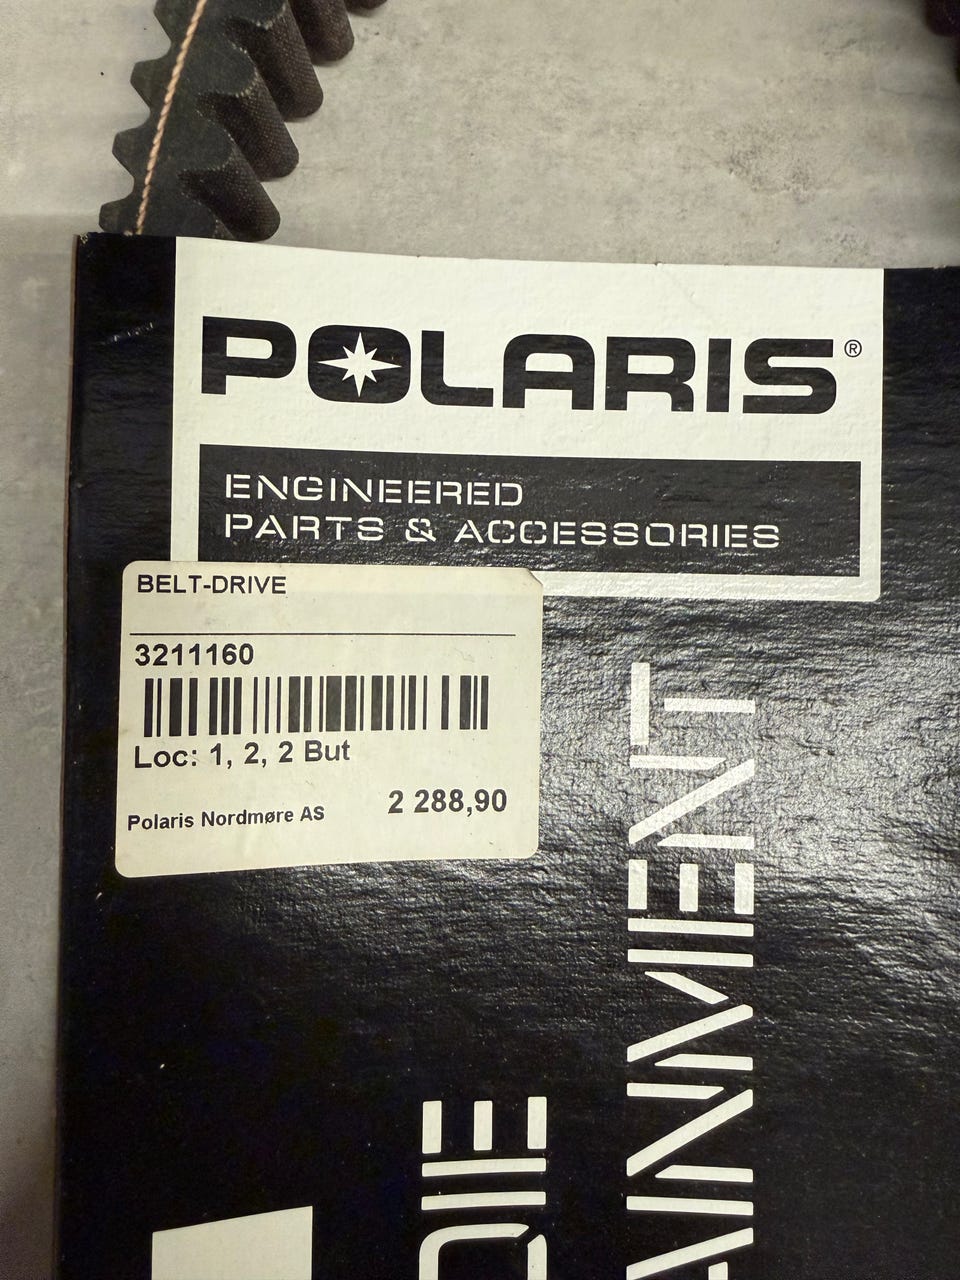 POLARIS®
ENGINEERED
PARTS & ACCESSORIES
BELT-DRIVE
3211160
Loc: 1, 2, 2 But
Polaris Nordmøre AS 2 288,90